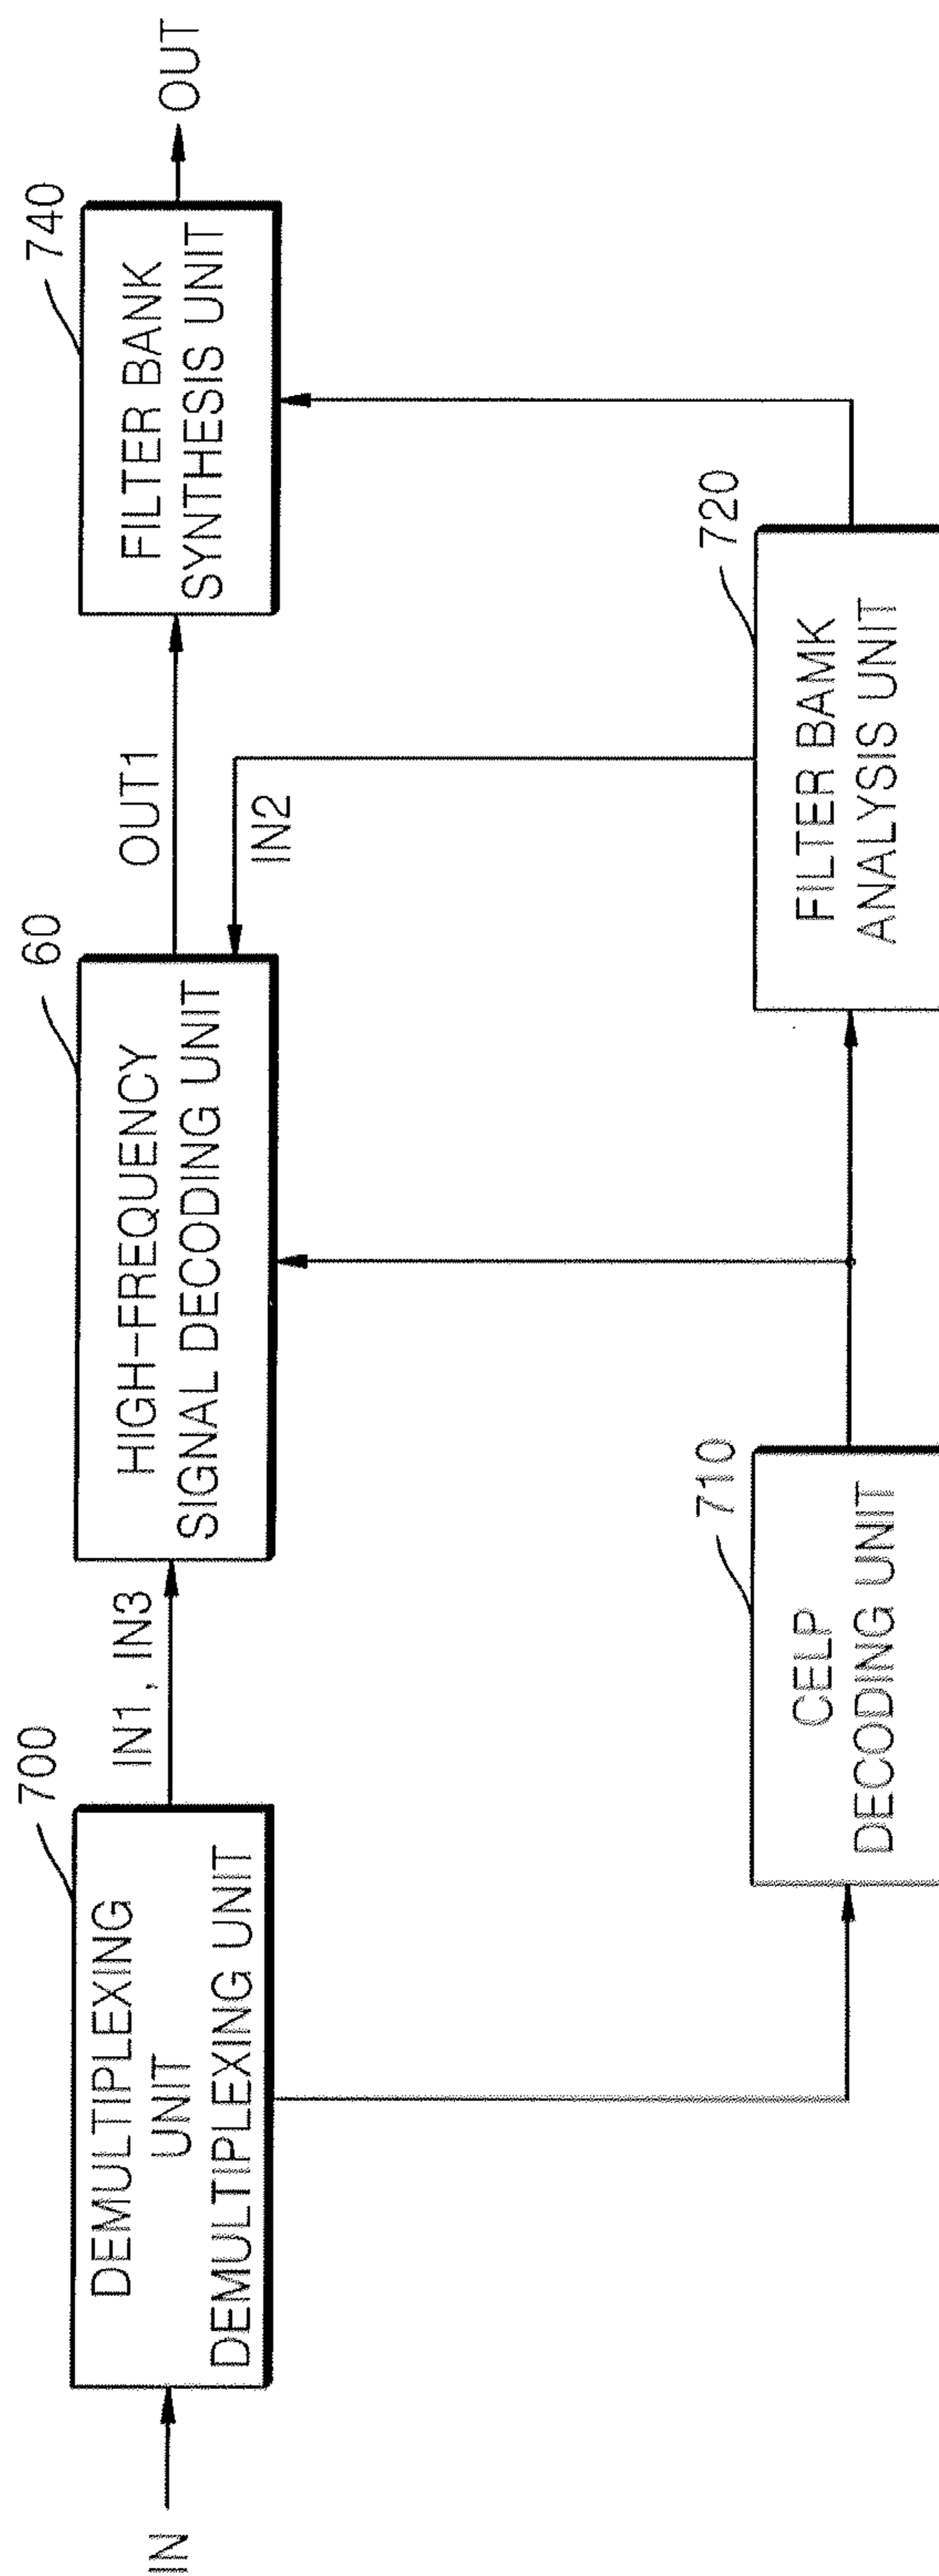 IN
700
DEMULTIPLEXING
UNIT
DEMULTIPLEXING UNIT
IN1, IN3
60
HIGH-FREQUENCY
SIGNAL DECODING UNIT
OUT1
IN2
740
FILTER BANK
SYNTHESIS UNIT
OUT
710
CELP
DECODING UNIT
720
FILTER BAMK
ANALYSIS UNIT